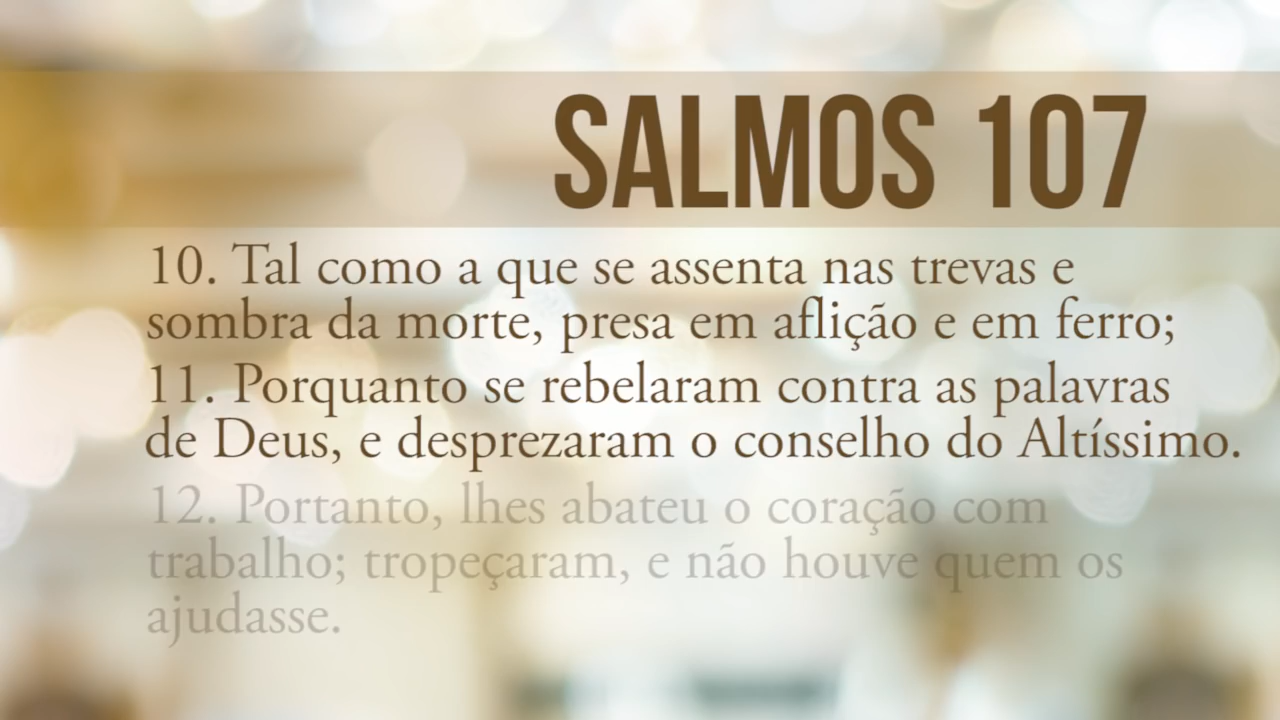 SALMOS 107
10. Tal como a que se assenta nas trevas e
sombra da morte, presa em aflição e em ferro;
11. Porquanto se rebelaram contra as palavras
de Deus, e desprezaram o conselho do Altíssimo.
12. Portanto, lhes abateu o coração com
trabalho; tropeçaram, e não houve quem os
ajudasse.